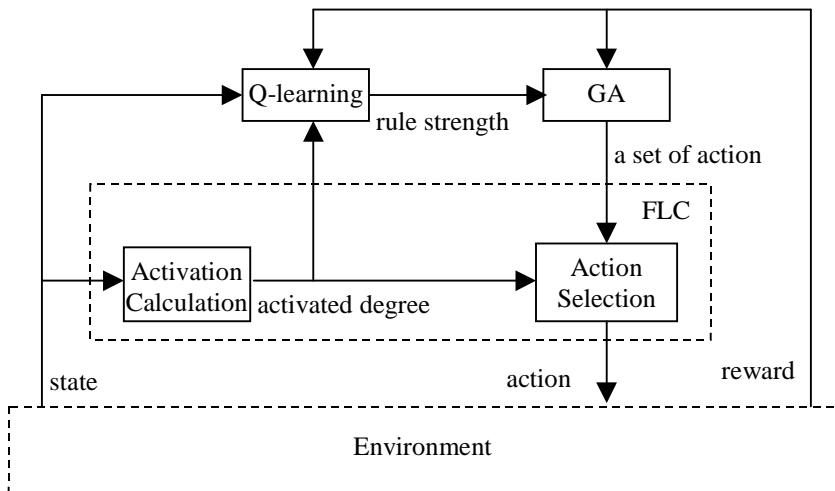 Q-learning
GA
rule strength
a set of action
FLC
Activation
Calculation
activated degree
Action
Selection
state
action
reward
Environment